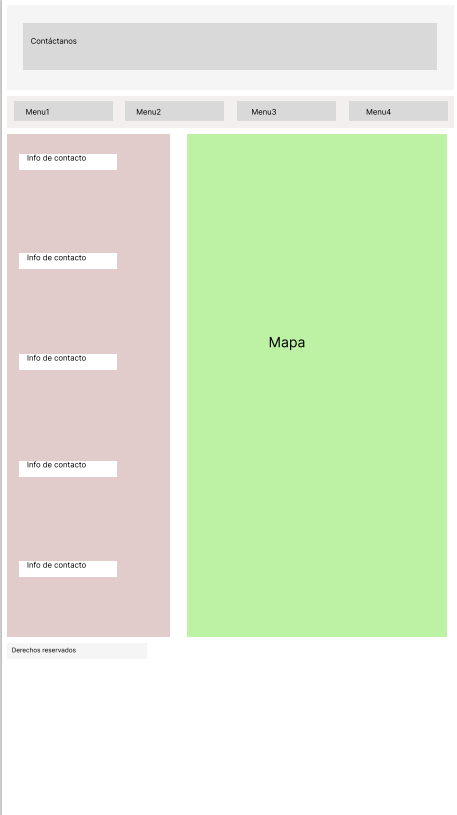 Contáctanos
Menu1
Menu2
Menu3
Menu4
Info de contacto
Info de contacto
Info de contacto
Info de contacto
Info de contacto
Mapa
Derechos reservados